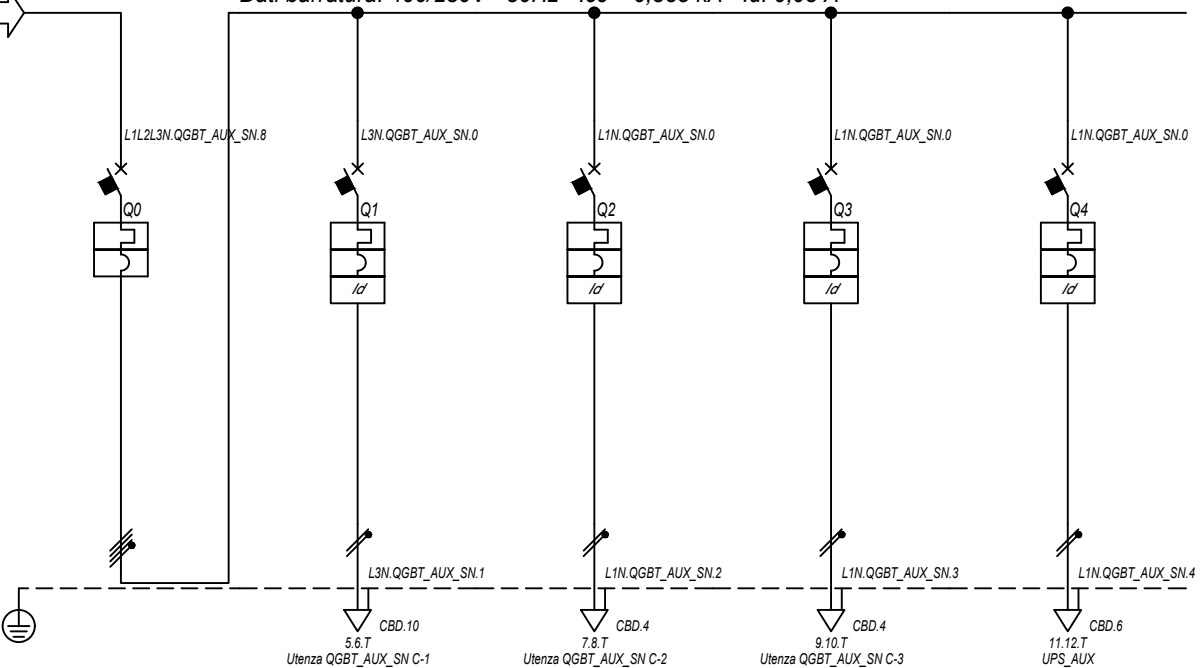 L1L2L3N.QGBT_AUX_SN.8 L3N.QGBT_AUX_SN.0 L1N.QGBT_AUX_SN.0 L1N.QGBT_AUX_SN.0 L1N.QGBT_AUX_SN.0
Q0 Q1 Q2 Q3 Q4
Id Id Id Id
L3N.QGBT_AUX_SN.1 L1N.QGBT_AUX_SN.2 L1N.QGBT_AUX_SN.3 L1N.QGBT_AUX_SN.4
CBD.10 CBD.4 CBD.4 CBD.6
5.6.T 7.8.T 9.10.T 11.12.T
Utenza QGBT_AUX_SN C-1 Utenza QGBT_AUX_SN C-2 Utenza QGBT_AUX_SN C-3 UPS_AUX